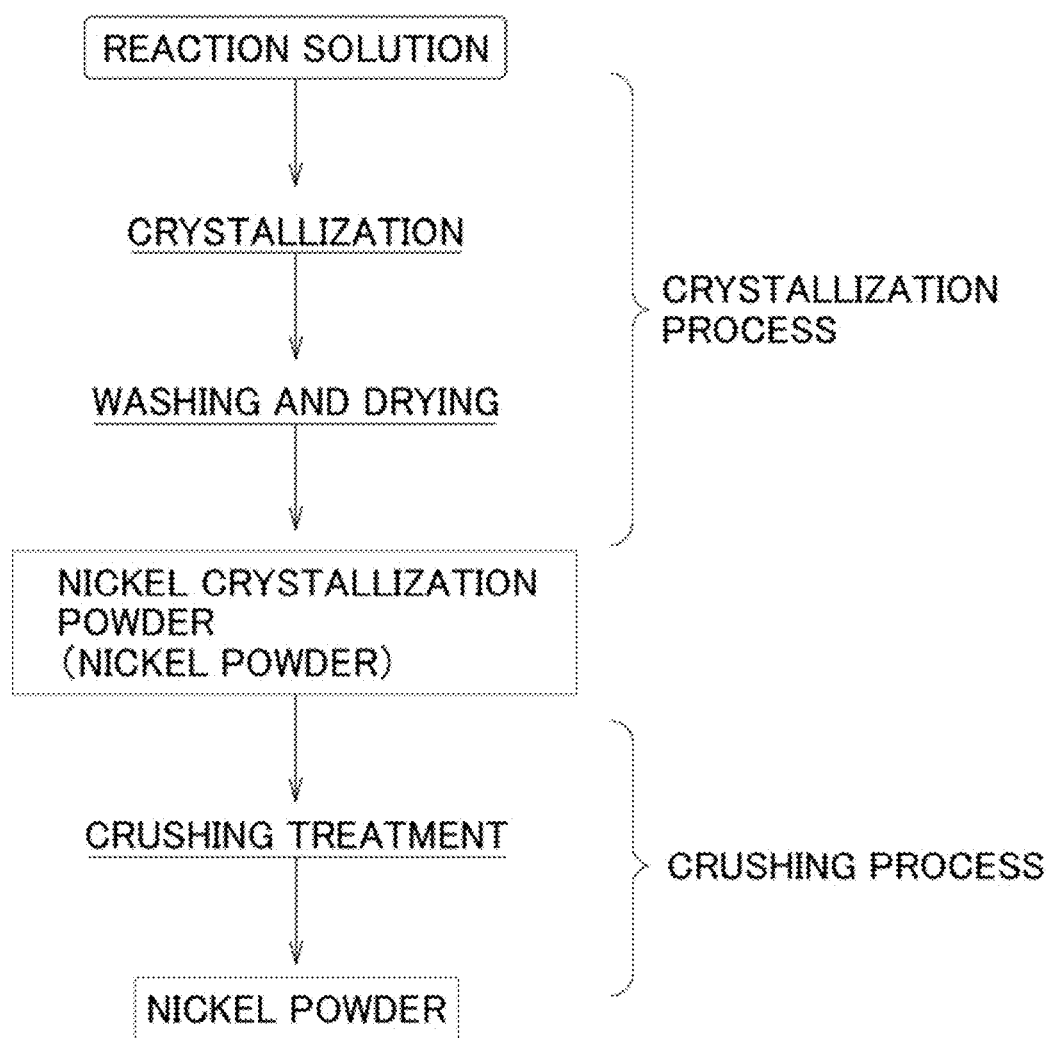 REACTION SOLUTION
CRYSTALLIZATION
WASHING AND DRYING
CRYSTALLIZATION
PROCESS
NICKEL CRYSTALLIZATION
POWDER
(NICKEL POWDER)
CRUSHING TREATMENT
CRUSHING PROCESS
NICKEL POWDER